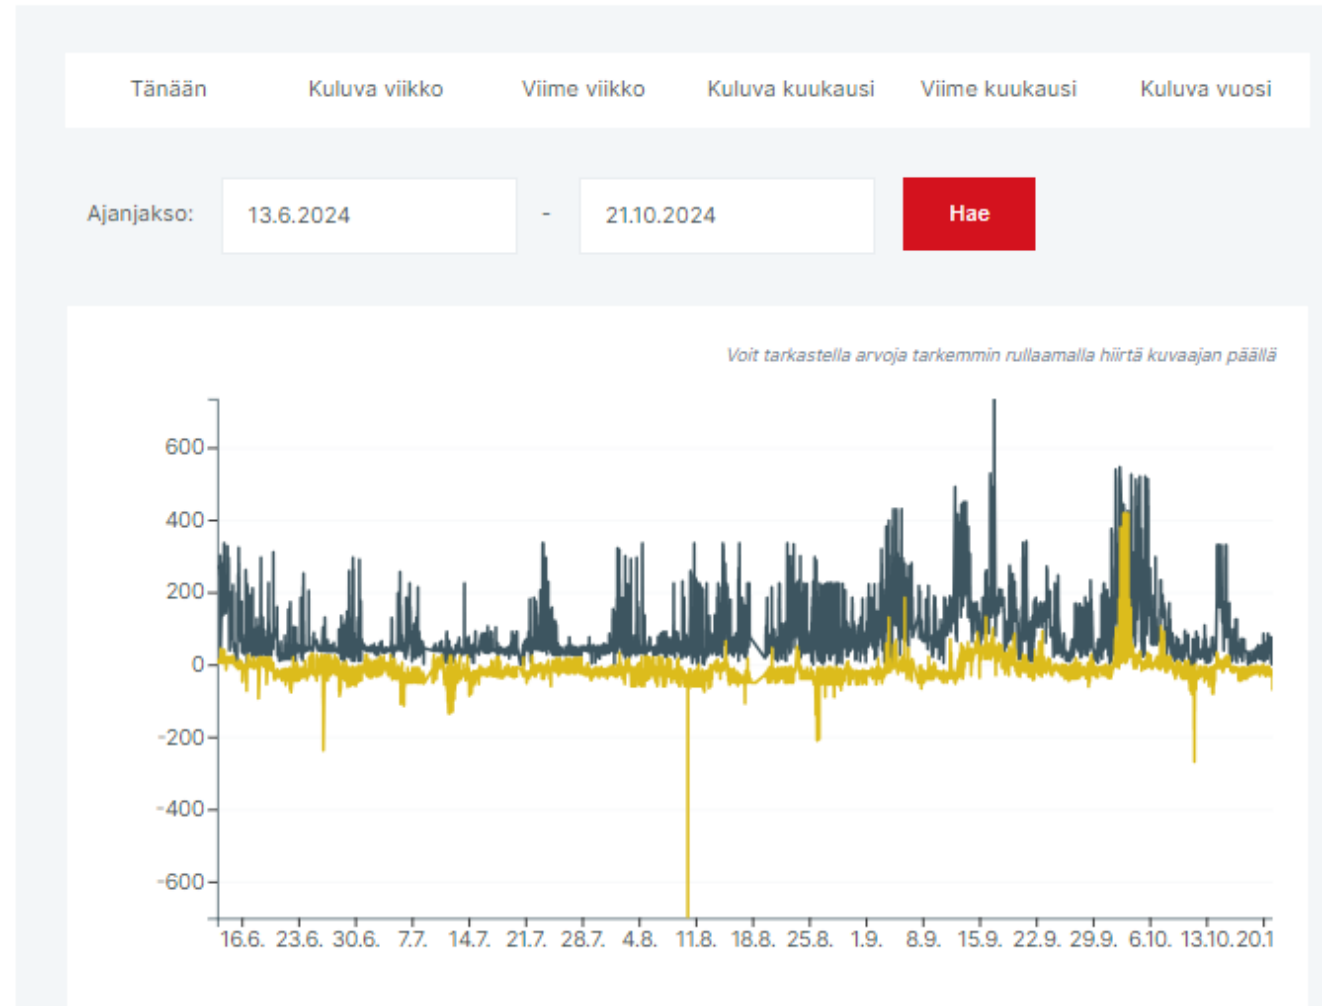 Tänään Kuluva viikko Viime viikko Kuluva kuukausi Viime kuukausi Kuluva vuosi
Ajanjakso: 13.6.2024 - 21.10.2024 Hae
Voit tarkastella arvoja tarkemmin rullaamalla hiirtä kuvaajan päällä
600
400
200
0
-200
-400
-600
16.6. 23.6. 30.6. 7.7. 14.7. 21.7. 28.7. 4.8. 11.8. 18.8. 25.8. 1.9. 8.9. 15.9. 22.9. 29.9. 6.10. 13.10. 20.1